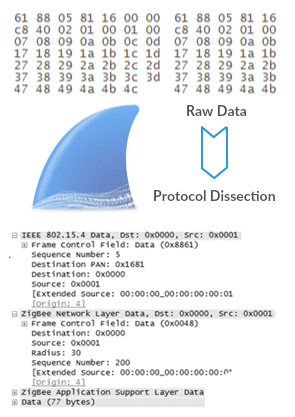 61 88 05 81 16 00 00 61 88 05 81 16
c8 40 02 01 00 01 c8 40 02 01 00
07 08 09 0a 0b 0c 0d 07 08 09 0a 0b
17 18 19 1a 1b 1c 1d 17 18 19 1a 1b
27 28 29 2a 2b 2c 2d 27 28 29 2a 2b
37 38 39 3a 3b 3c 3d 37 38 39 3a 3b
47 48 49 4a 4b 4c 47 48 49 4a 4b
Raw Data
Protocol Dissection
IEEE 802.15.4 Data, Dst: 0x0000, Src: 0x0001
Frame Control Field: Data (0x8861)
Sequence Number: 5
Destination PAN: 0x1681
Destination: 0x0000
Source: 0x0001
[Extended Source: 00:00:00_00:00:00:00:01
[Origin: 4]
ZigBee Network Layer Data, Dst: 0x0000, Src: 0x0001
Frame Control Field: Data (0x0048)
Destination: 0x0000
Source: 0x0001
Radius: 30
Sequence Number: 200
[Extended Source: 00:00:00_00:00:00:00:0
[Origin: 4]
ZigBee Application Support Layer Data
Data (77 bytes)